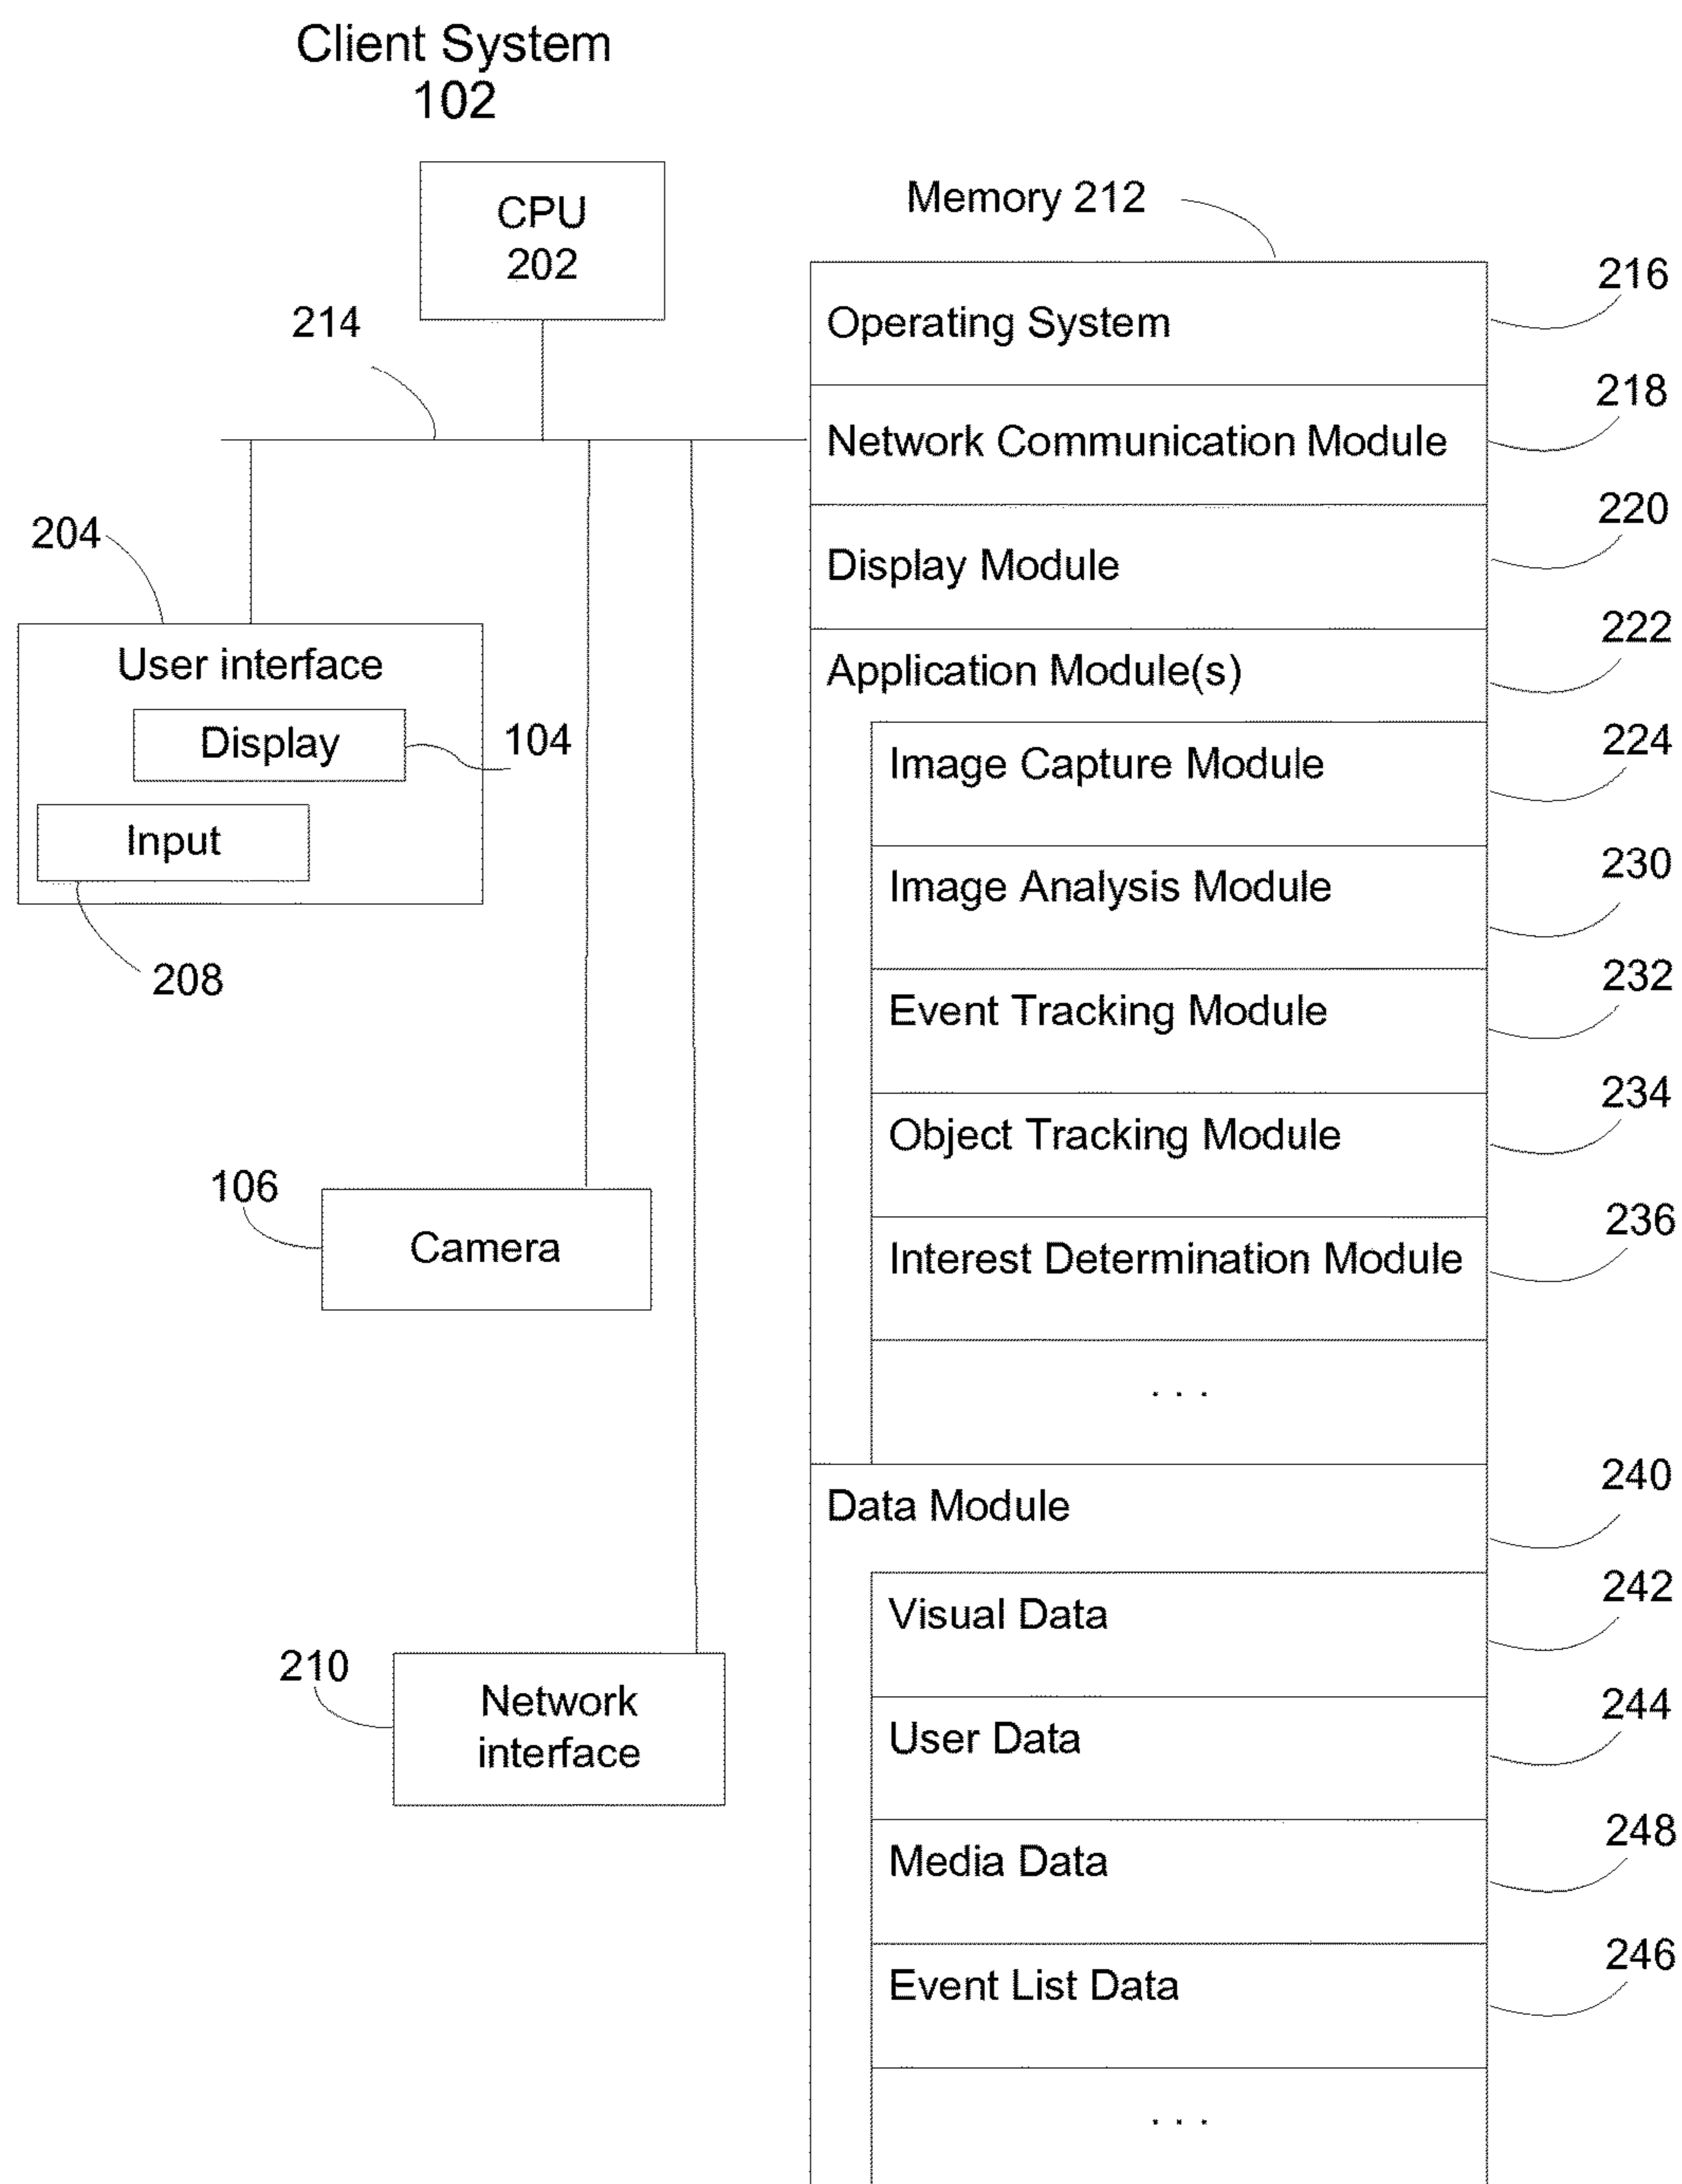 Client System
102
CPU
202
214
204
User interface
Display
104
Input
208
106
Camera
210
Network
interface
Memory 212
Operating System
216
Network Communication Module
218
Display Module
220
Application Module(s)
222
Image Capture Module
224
Image Analysis Module
230
Event Tracking Module
232
Object Tracking Module
234
Interest Determination Module
236
. . .
Data Module
240
Visual Data
242
User Data
244
Media Data
248
Event List Data
246
. . .